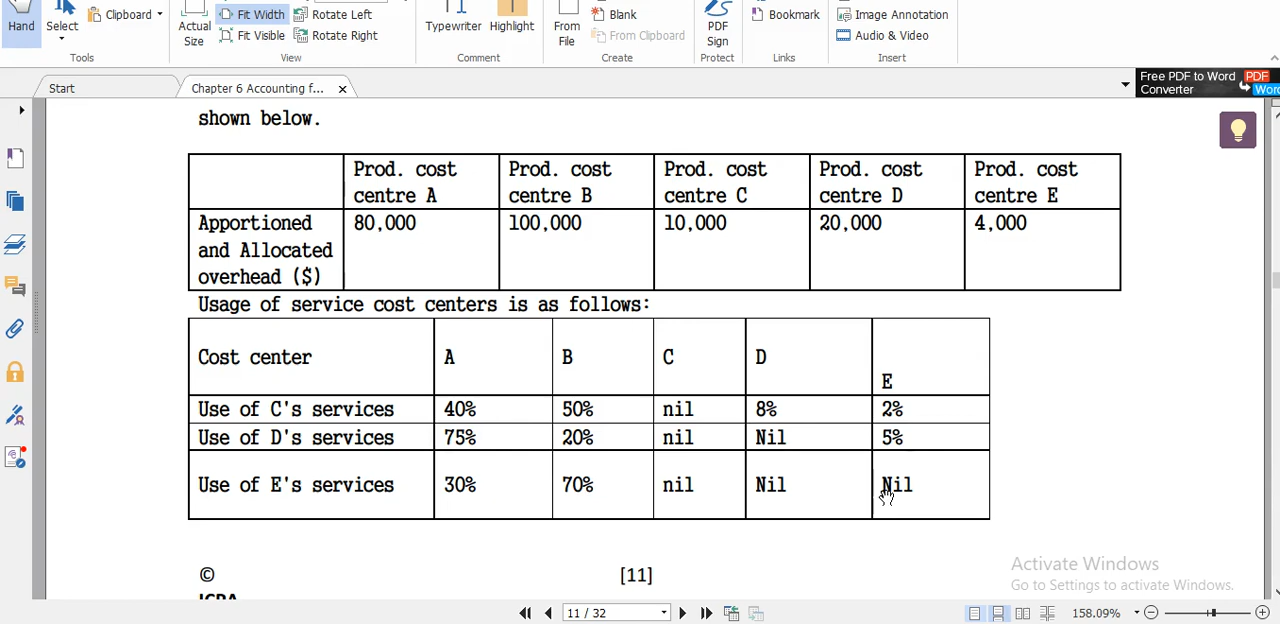 Hand
Select
Clipboard
Actual
Size
Fit Width
Fit Visible
Rotate Left
Rotate Right
Typewriter
Highlight
From
File
Blank
From Clipboard
PDF
Sign
Bookmark
Image Annotation
Audio & Video
Tools
View
Comment
Create
Protect
Links
Insert
Start
Chapter 6 Accounting f...
Free PDF to Word
Converter
PDF
Word
shown below.
Prod. cost centre A
Prod. cost centre B
Prod. cost centre C
Prod. cost centre D
Prod. cost centre E
Apportioned and Allocated overhead ($)
80,000
100,000
10,000
20,000
4,000
Usage of service cost centers is as follows:
Cost center A B C D E
Use of C's services 40% 50% nil 8% 2%
Use of D's services 75% 20% nil Nil 5%
Use of E's services 30% 70% nil Nil Nil
©
[11]
Activate Windows
Go to Settings to activate Windows.
11 / 32
158.09%